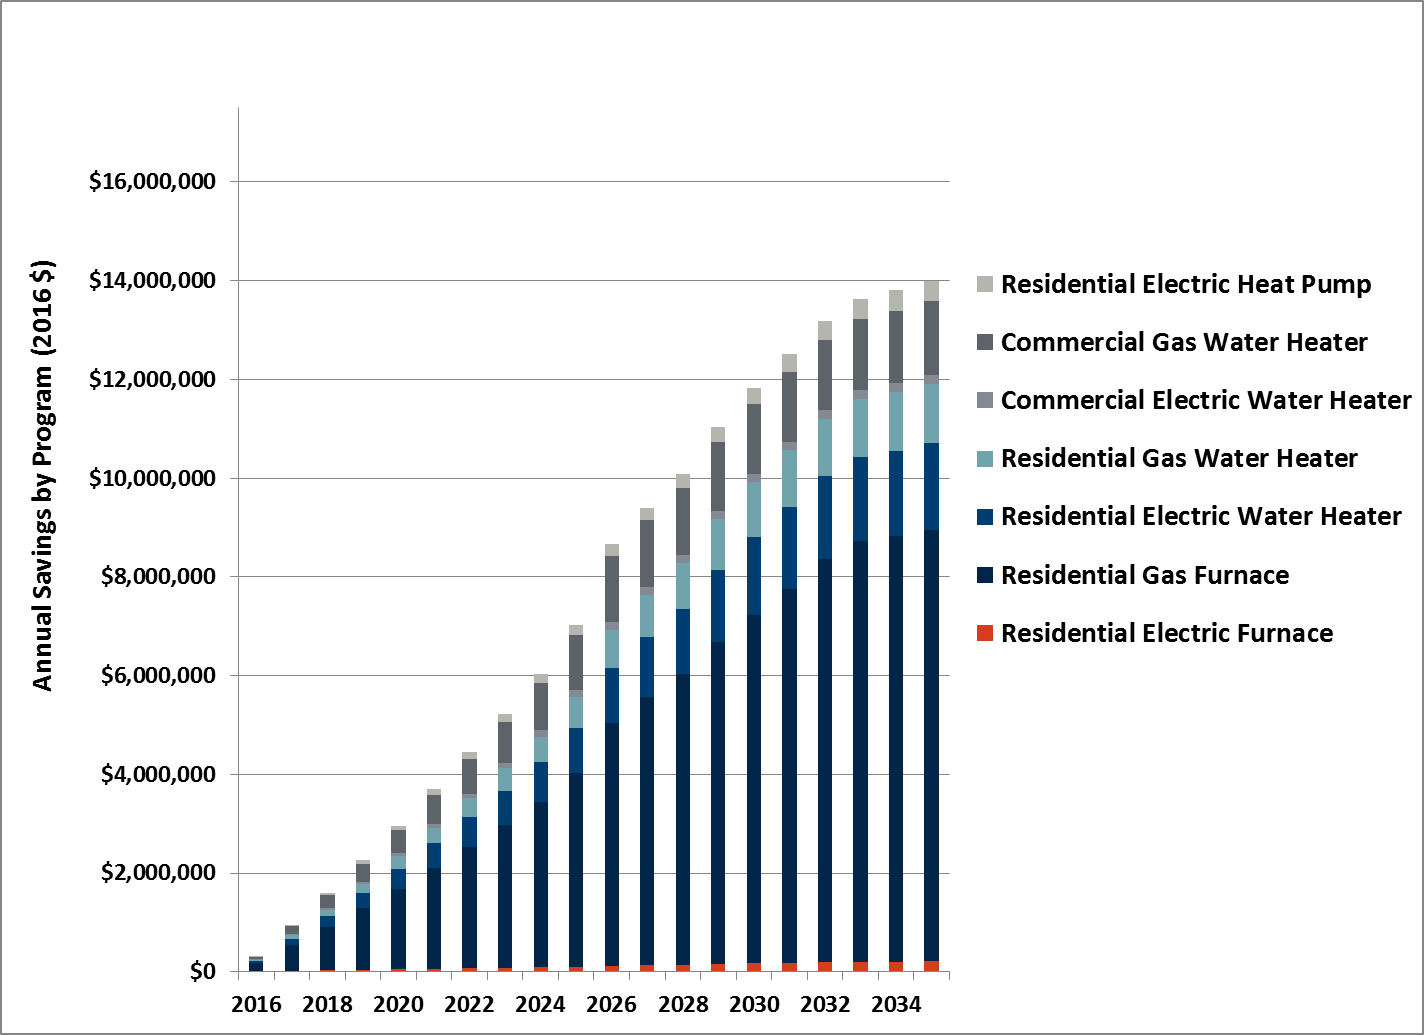 Annual Savings by Program (2016 $)
$16,000,000
$14,000,000
$12,000,000
$10,000,000
$8,000,000
$6,000,000
$4,000,000
$2,000,000
$0
2016 2018 2020 2022 2024 2026 2028 2030 2032 2034
Residential Electric Heat Pump
Commercial Gas Water Heater
Commercial Electric Water Heater
Residential Gas Water Heater
Residential Electric Water Heater
Residential Gas Furnace
Residential Electric Furnace